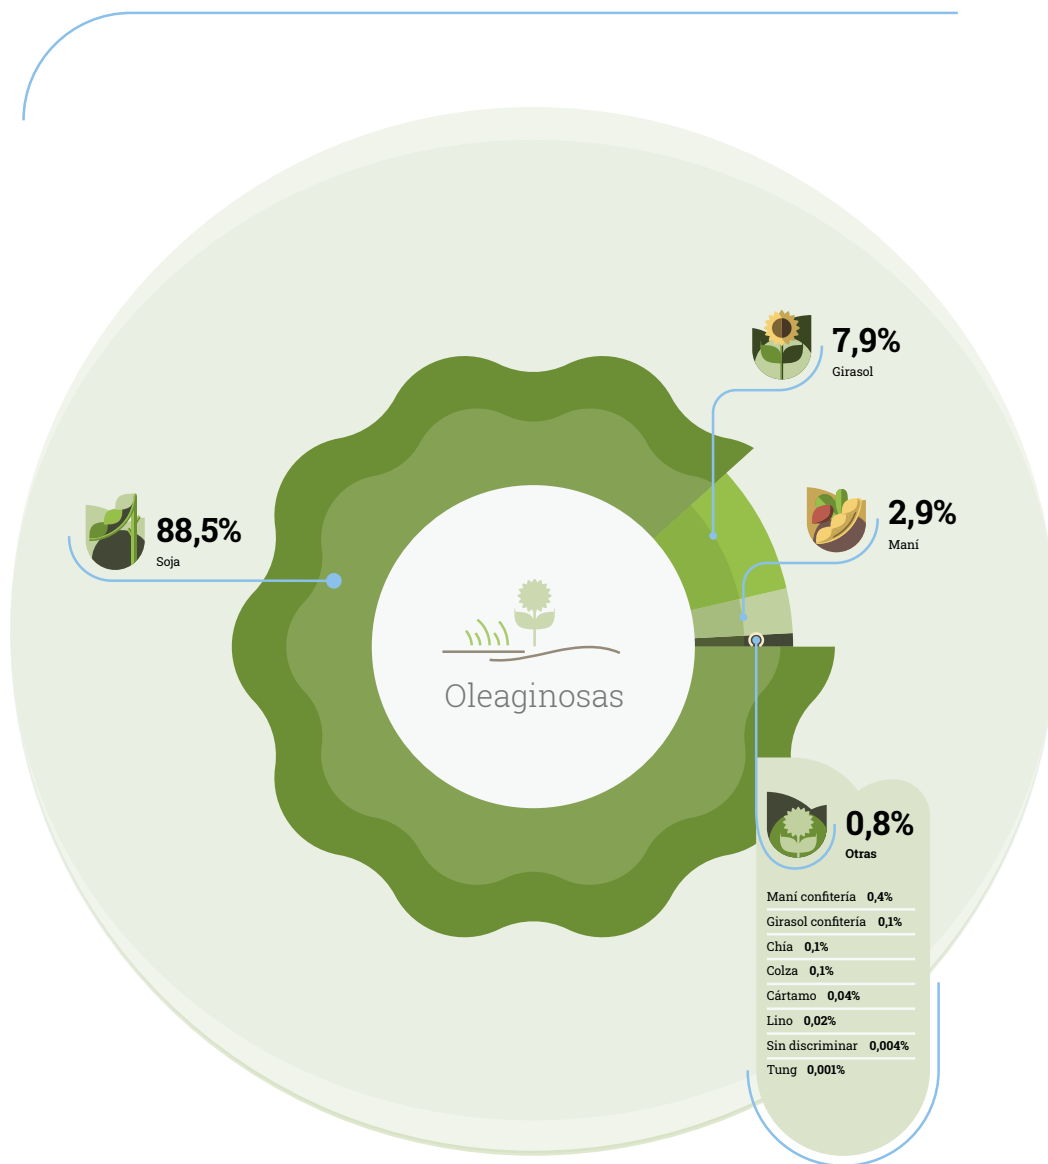 7,9%
Girasol
88,5%
Soja
2,9%
Maní
Oleaginosas
0,8%
Otras
Maní confitería 0,4%
Girasol confitería 0,1%
Chía 0,1%
Colza 0,1%
Cártamo 0,04%
Lino 0,02%
Sin discriminar 0,004%
Tung 0,001%